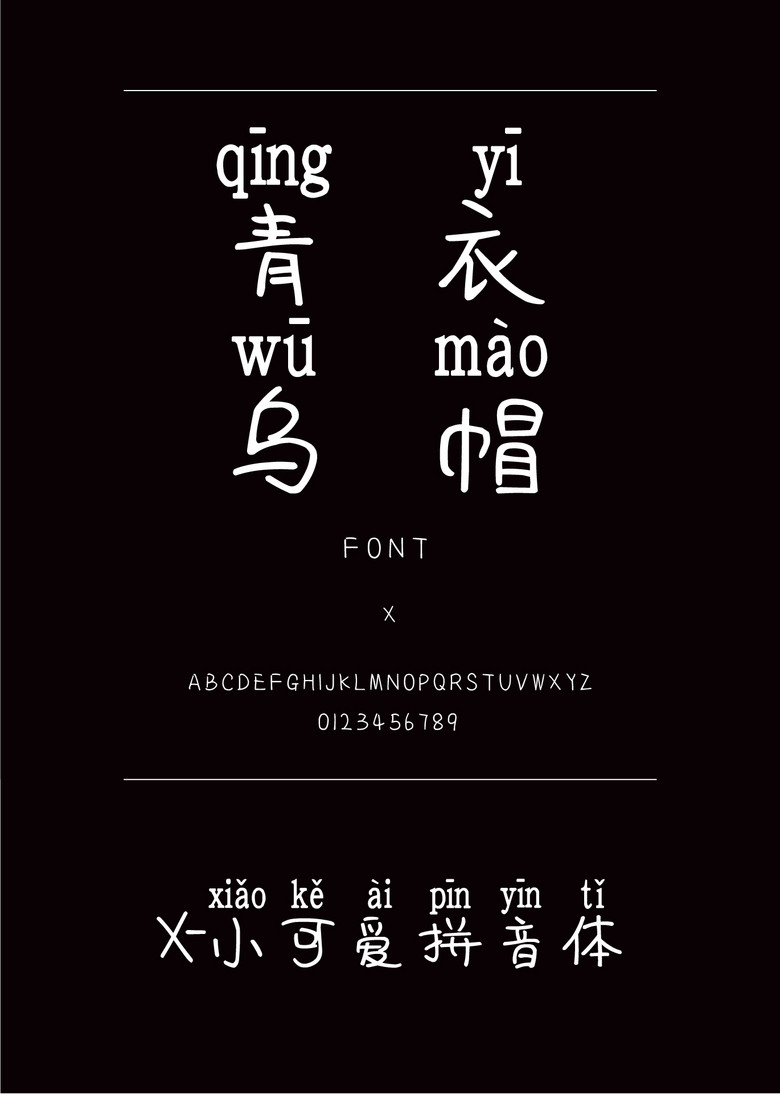 qīng yī
青 衣
wū mào
乌 帽
FONT
X
ABCDEFGHIJKLMNOPQRSTUVWXYZ
0123456789
xiǎo kě ài pīn yīn tǐ
X-小可爱拼音体